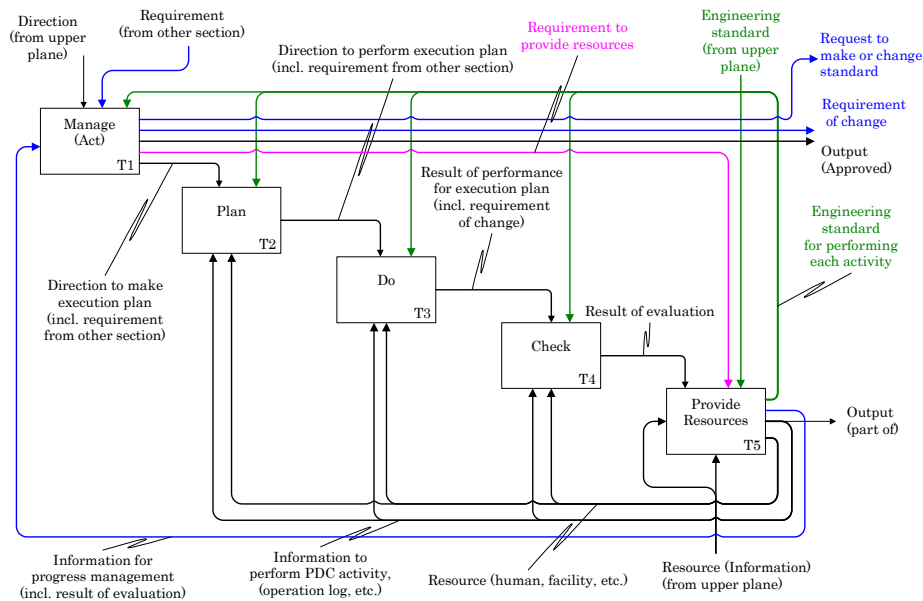 Direction
(from upper
plane)
Requirement
(from other section)
Direction to perform execution plan
(incl. requirement from other section)
Requirement to
provide resources
Engineering
standard
(from upper
plane)
Request to
make or change
standard
Requirement
of change
Output
(Approved)
Manage
(Act)
T1
Plan
T2
Result of performance
for execution plan
(incl. requirement
of change)
Engineering
standard
for performing
each activity
Direction to make
execution plan
(incl. requirement
from other section)
Do
T3
Result of evaluation
Check
T4
Provide
Resources
T5
Output
(part of)
Information for
progress management
(incl. result of evaluation)
Information to
perform PDC activity,
(operation log, etc.)
Resource (human, facility, etc.)
Resource (Information)
(from upper plane)